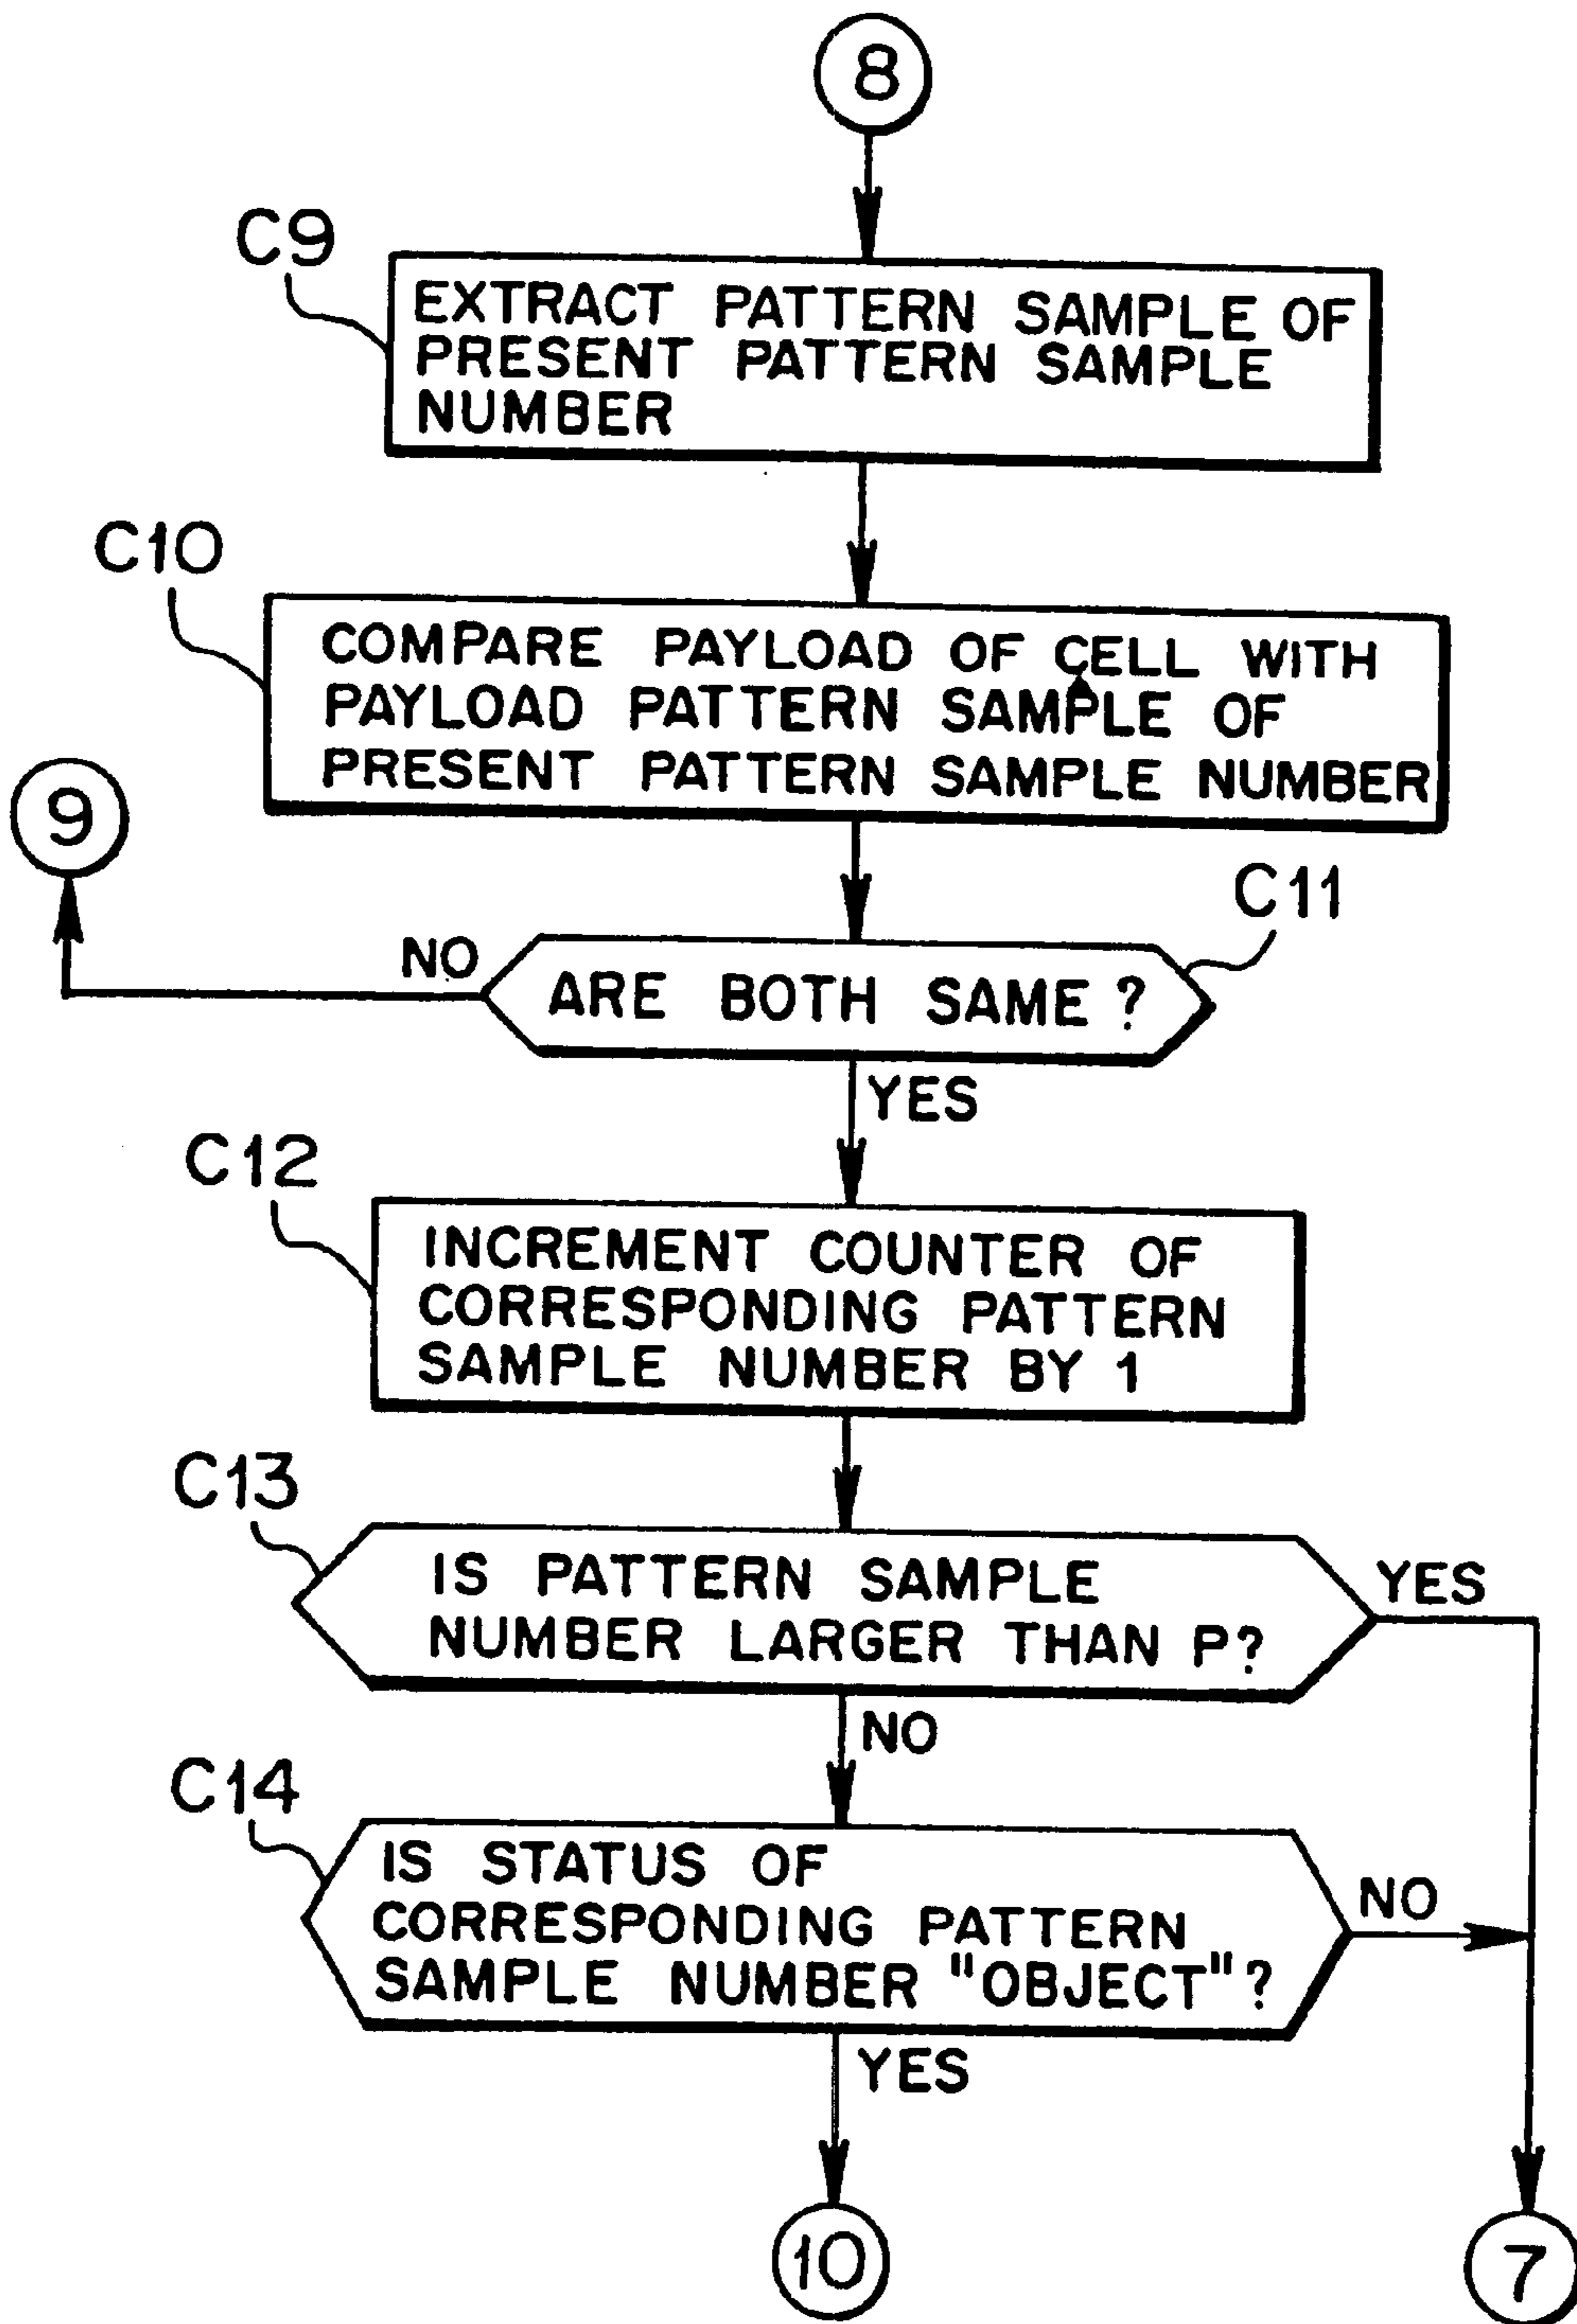 8
C9
EXTRACT PATTERN SAMPLE OF
PRESENT PATTERN SAMPLE
NUMBER
C10
COMPARE PAYLOAD OF CELL WITH
PAYLOAD PATTERN SAMPLE OF
PRESENT PATTERN SAMPLE NUMBER
9
C11
NO
ARE BOTH SAME ?
YES
C12
INCREMENT COUNTER OF
CORRESPONDING PATTERN
SAMPLE NUMBER BY 1
C13
IS PATTERN SAMPLE
NUMBER LARGER THAN P?
YES
NO
C14
IS STATUS OF
CORRESPONDING PATTERN
SAMPLE NUMBER "OBJECT"?
NO
YES
10
7